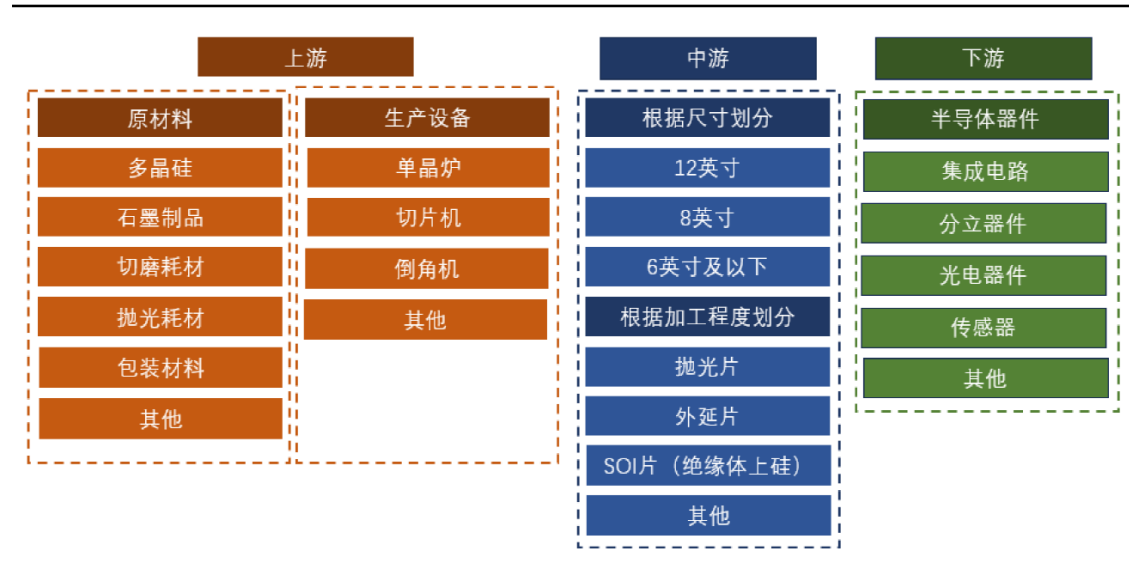 上游
原材料
多晶硅
石墨制品
切磨耗材
抛光耗材
包装材料
其他
生产设备
单晶炉
切片机
倒角机
其他
中游
根据尺寸划分
12英寸
8英寸
6英寸及以下
根据加工程度划分
抛光片
外延片
SOI片（绝缘体上硅）
其他
下游
半导体器件
集成电路
分立器件
光电器件
传感器
其他